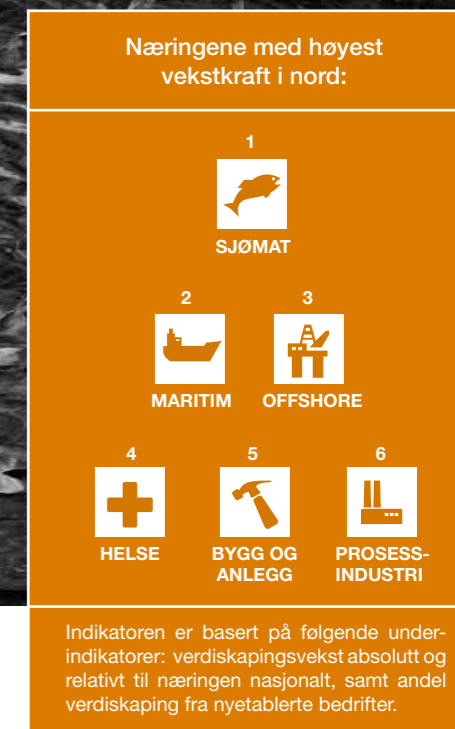 Næringene med høyest
vekstkraft i nord:
1
SJØMAT
2 3
MARITIM OFFSHORE
4 5 6
HELSE BYGG OG PROSESS-
ANLEGG INDUSTRI
Indikatoren er basert på følgende under-
indikatorer: verdiskapingsvekst absolutt og
relativt til næringen nasjonalt, samt andel
verdiskaping fra nyetablerte bedrifter.